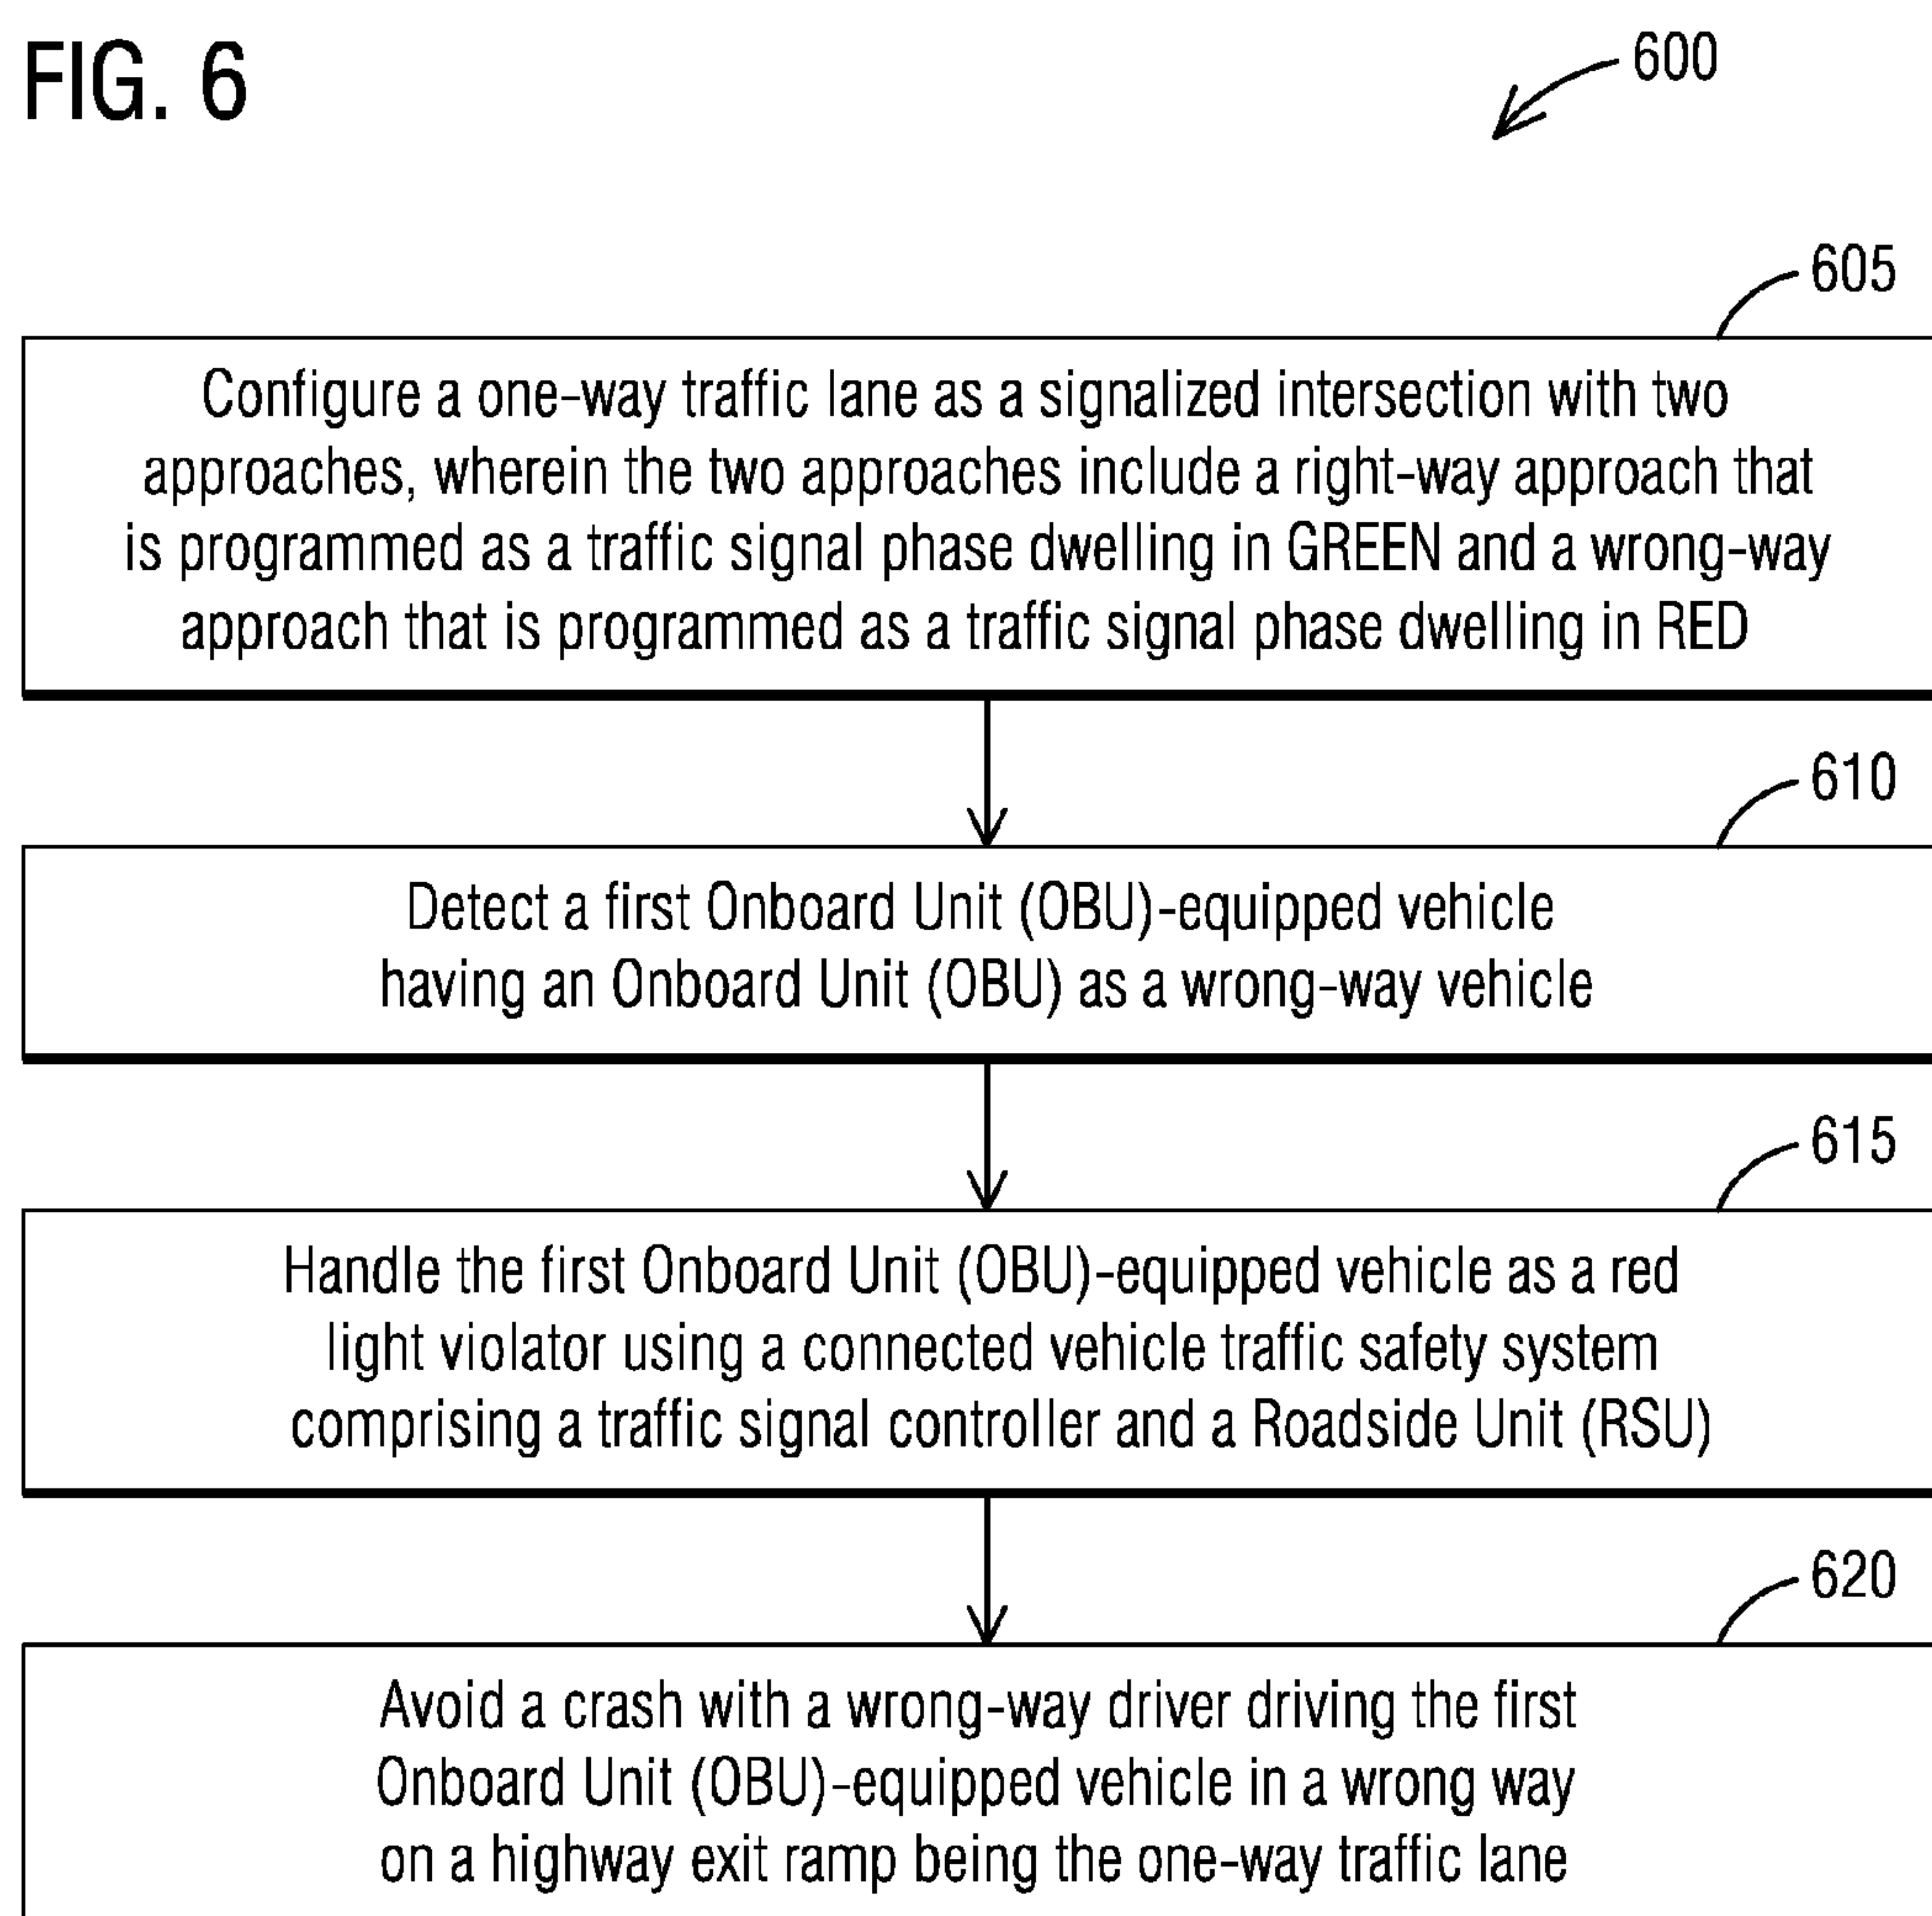 FIG. 6
600
605
Configure a one-way traffic lane as a signalized intersection with two
approaches, wherein the two approaches include a right-way approach that
is programmed as a traffic signal phase dwelling in GREEN and a wrong-way
approach that is programmed as a traffic signal phase dwelling in RED
610
Detect a first Onboard Unit (OBU)-equipped vehicle
having an Onboard Unit (OBU) as a wrong-way vehicle
615
Handle the first Onboard Unit (OBU)-equipped vehicle as a red
light violator using a connected vehicle traffic safety system
comprising a traffic signal controller and a Roadside Unit (RSU)
620
Avoid a crash with a wrong-way driver driving the first
Onboard Unit (OBU)-equipped vehicle in a wrong way
on a highway exit ramp being the one-way traffic lane